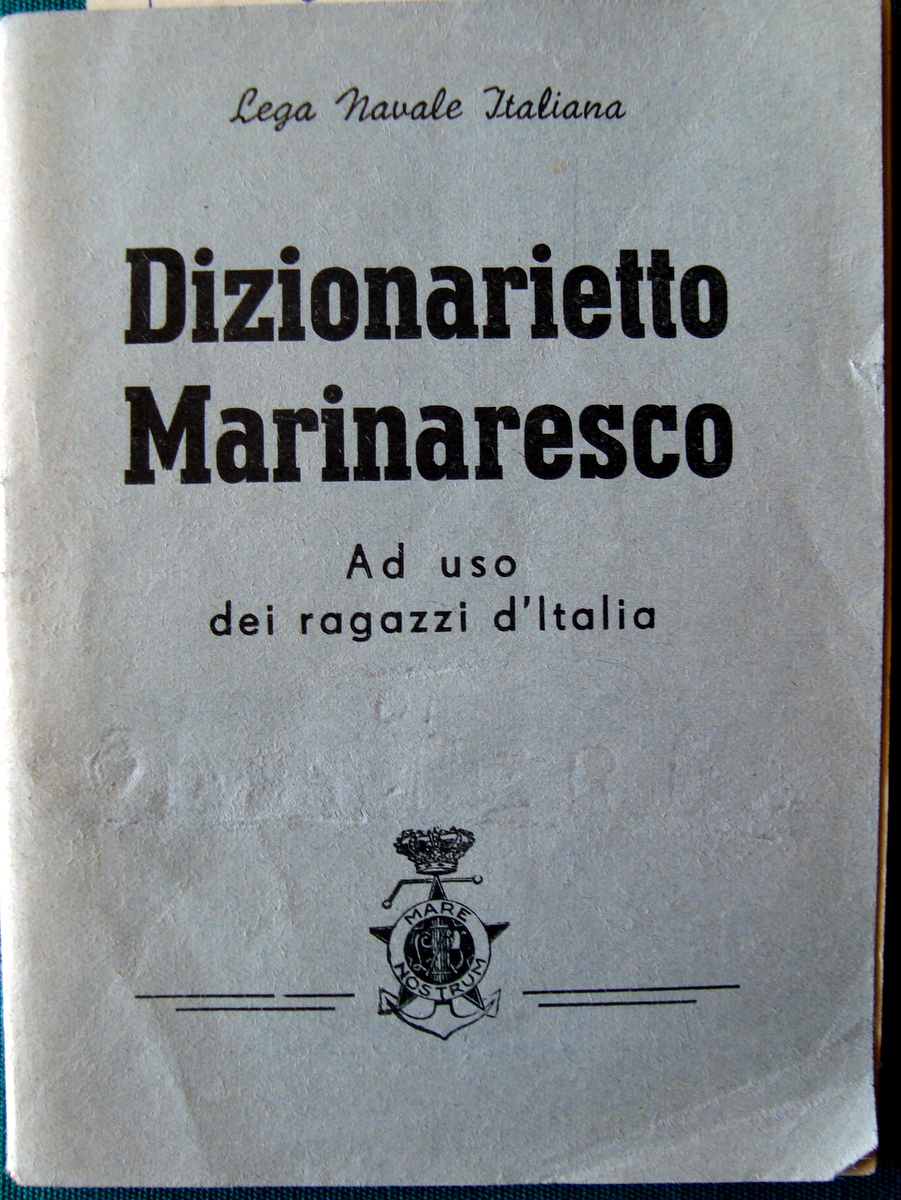 Lega Navale Italiana
Dizionarietto
Marinaresco
Ad uso
dei ragazzi d'Italia
MARE
NOSTRUM